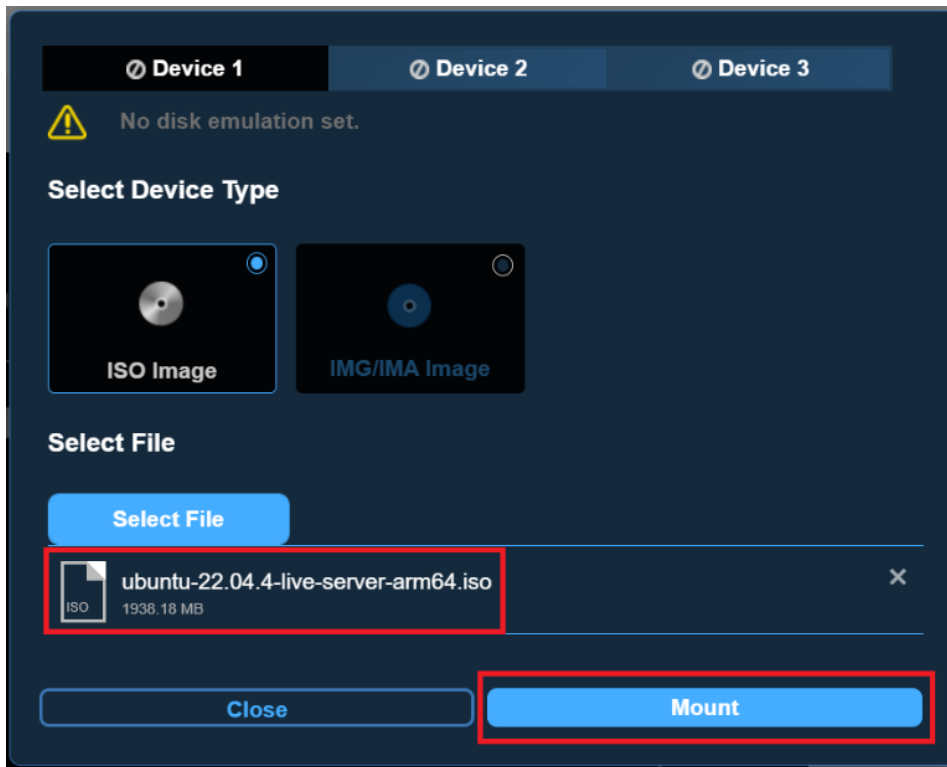 Device 1 Device 2 Device 3
No disk emulation set.
Select Device Type
ISO Image IMG/IMA Image
Select File
Select File
ubuntu-22.04.4-live-server-arm64.iso
ISO 1938.18 MB
Close Mount